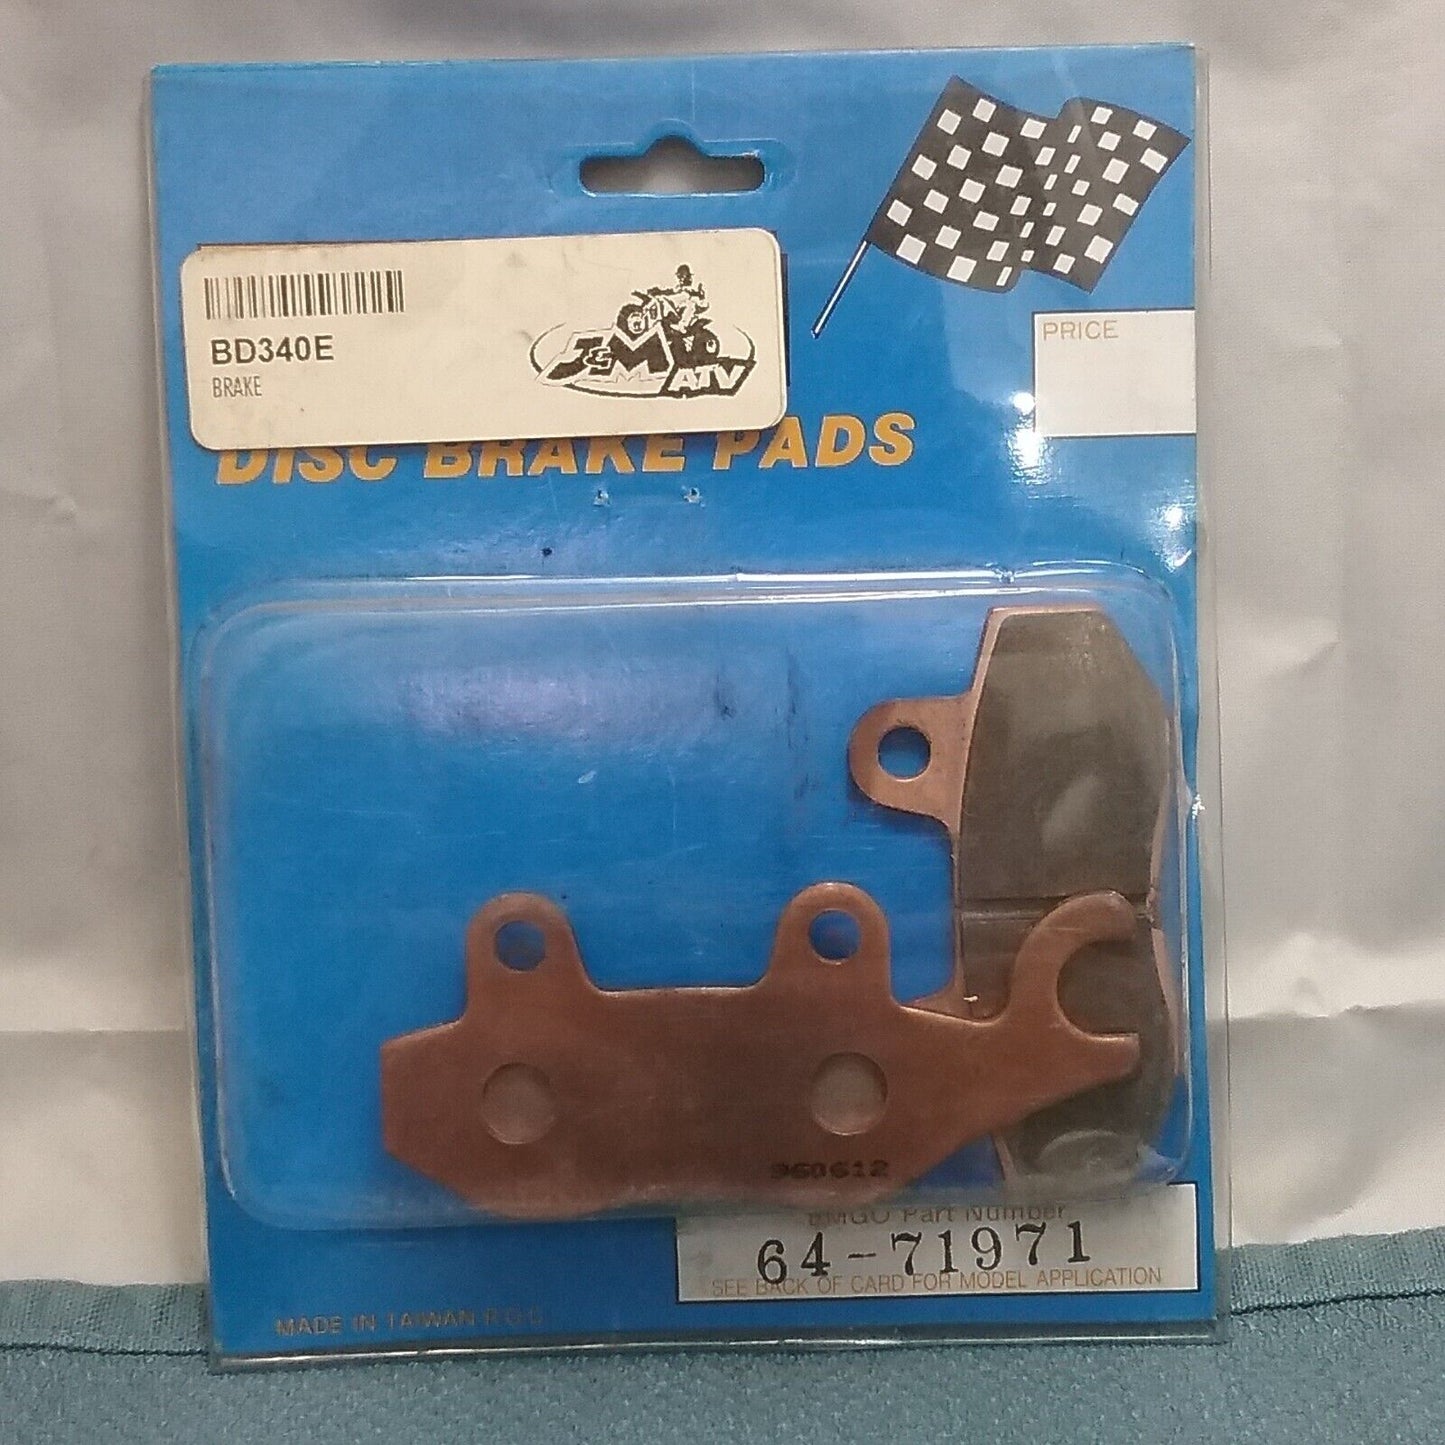 BD340E
BRAKE
J&M
ATV
DISC BRAKE PADS
PRICE
960612
EMGO Part Number
64-71971
SEE BACK OF CARD FOR MODEL APPLICATION
MADE IN TAIWAN R.O.C.